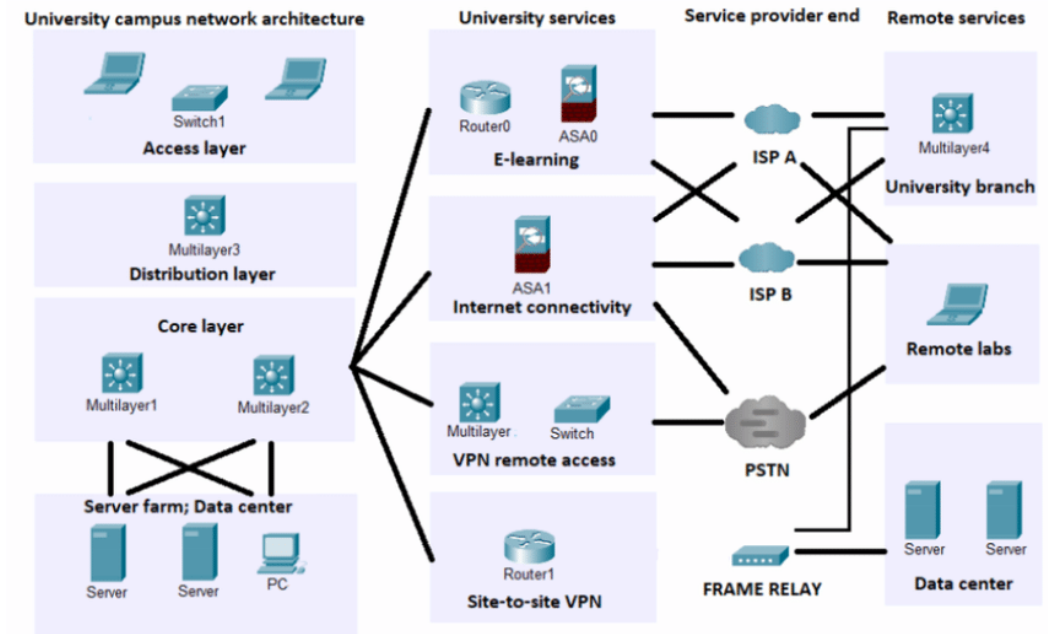 University campus network architecture
University services
Service provider end
Remote services
Switch1
Access layer
Multilayer3
Distribution layer
Core layer
Multilayer1
Multilayer2
Server farm; Data center
Server
Server
PC
Router0
ASA0
E-learning
ASA1
Internet connectivity
Multilayer
Switch
VPN remote access
Router1
Site-to-site VPN
ISP A
ISP B
PSTN
FRAME RELAY
Multilayer4
University branch
Remote labs
Server
Server
Data center